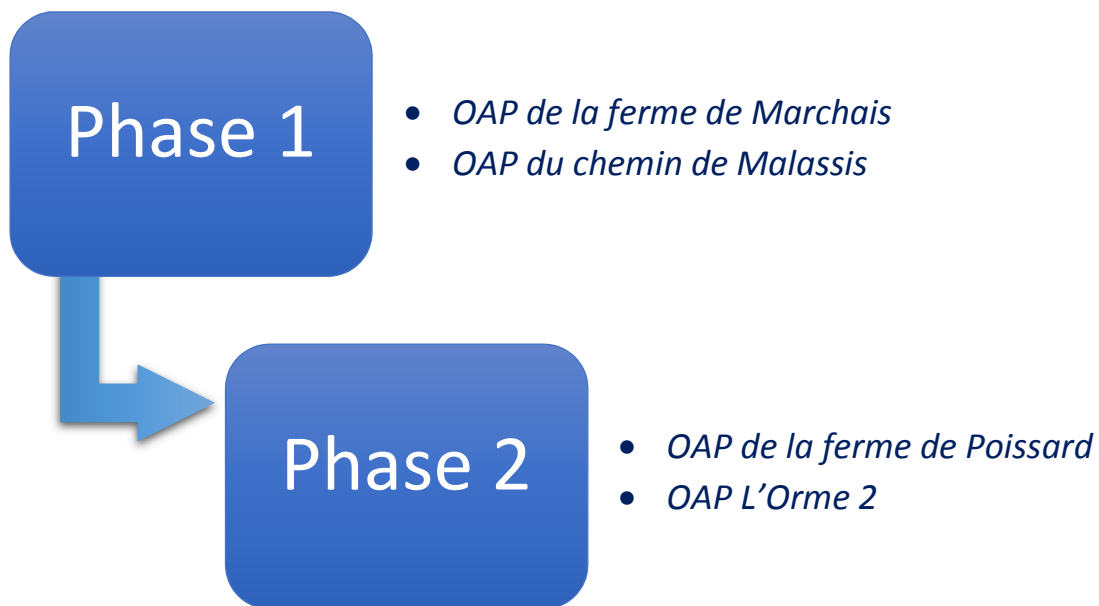 Phase 1
• OAP de la ferme de Marchais
• OAP du chemin de Malassis
Phase 2
• OAP de la ferme de Poissard
• OAP L’Orme 2